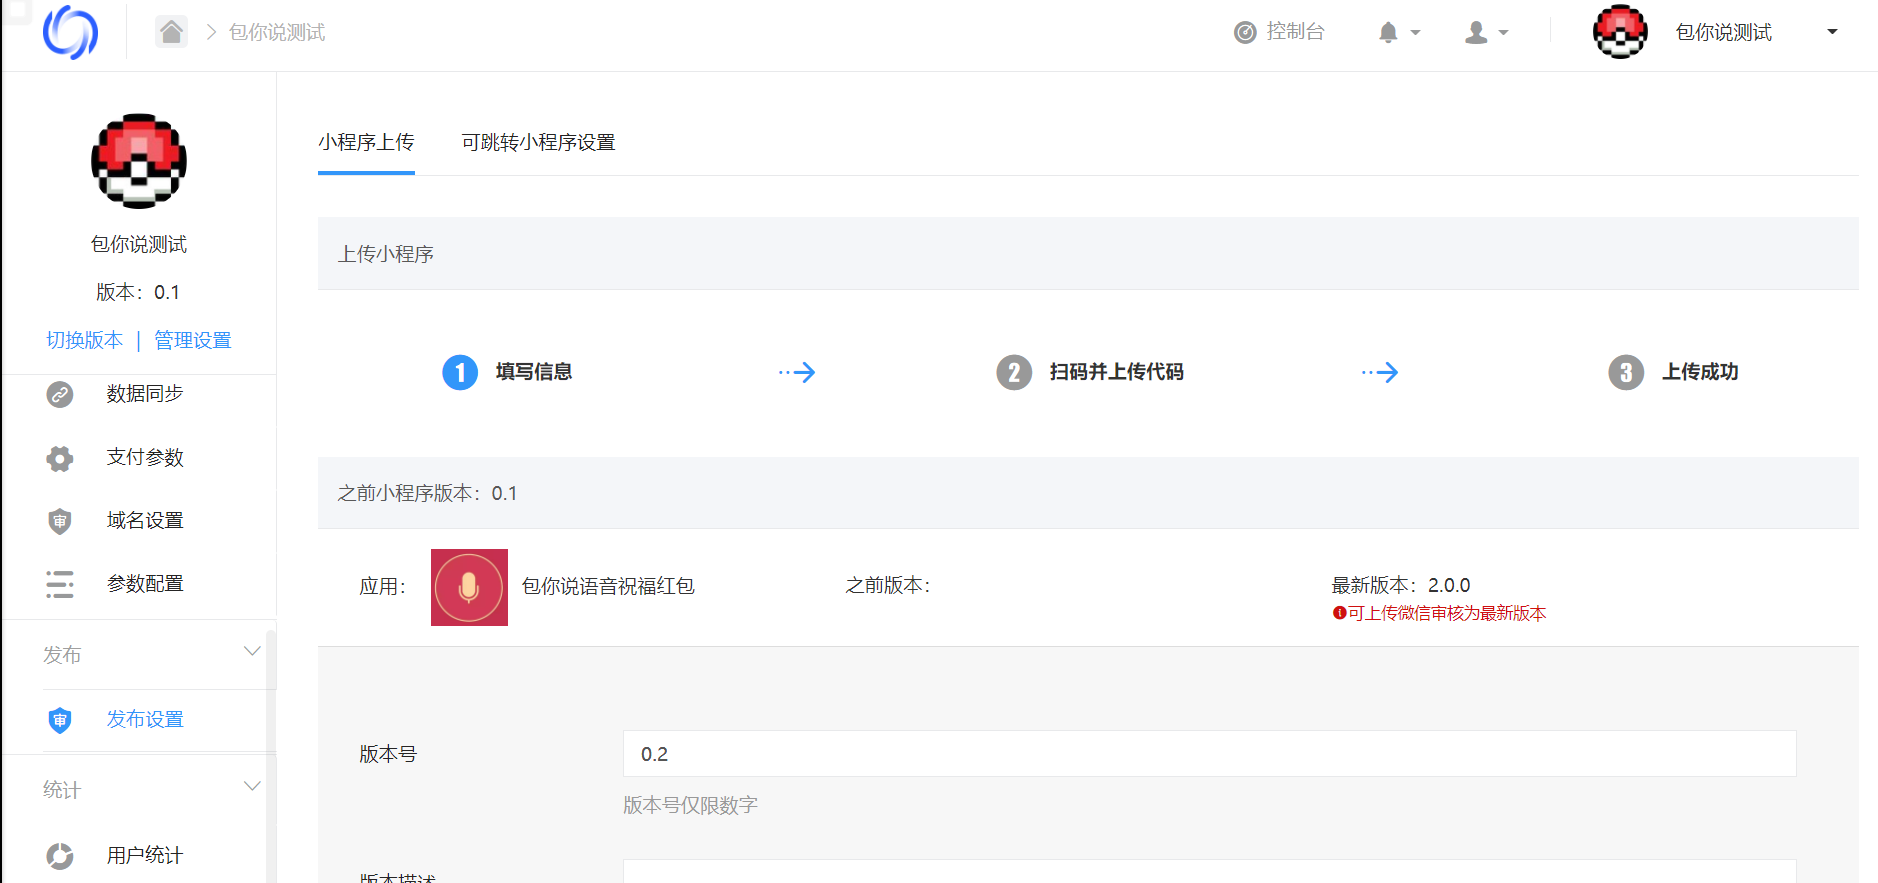 包你说测试
控制台
包你说测试
包你说测试
版本：0.1
切换版本 | 管理设置
数据同步
支付参数
审 域名设置
参数配置
发布
审 发布设置
统计
用户统计
小程序上传 可跳转小程序设置
上传小程序
1 填写信息
2 扫码并上传代码
3 上传成功
之前小程序版本：0.1
应用： 包你说语音祝福红包
之前版本：
最新版本：2.0.0
可上传微信审核为最新版本
版本号 0.2
版本号仅限数字
版本描述